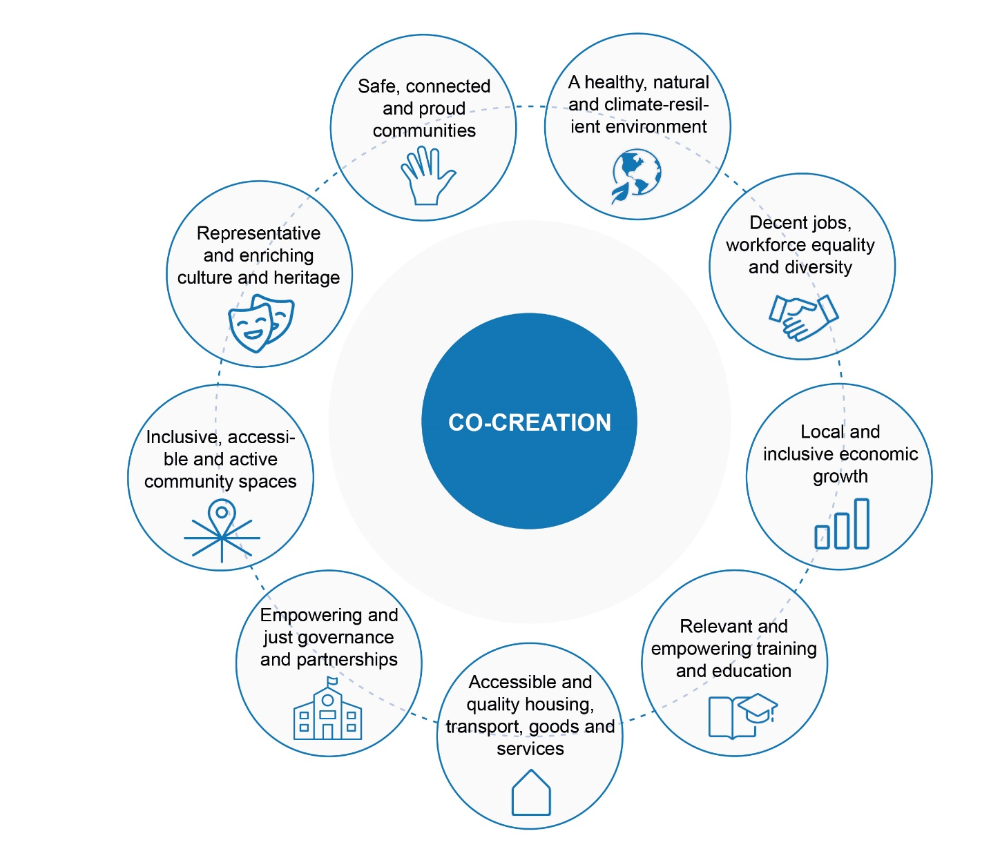 Safe, connected
and proud
communities
A healthy, natural
and climate-resil-
ient environment
Decent jobs,
workforce equality
and diversity
Local and
inclusive economic
growth
Relevant and
empowering training
and education
Accessible and
quality housing,
transport, goods and
services
Empowering and
just governance
and partnerships
Inclusive, accessi-
ble and active
community spaces
Representative
and enriching
culture and heritage
CO-CREATION